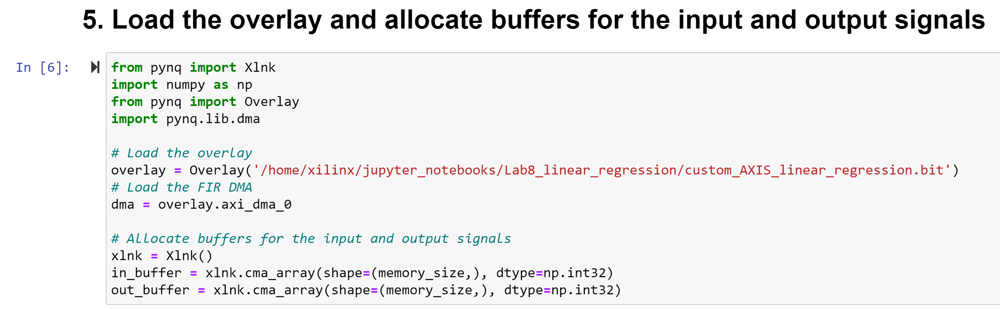 5. Load the overlay and allocate buffers for the input and output signals
In [6]:
from pynq import Xlnk
import numpy as np
from pynq import Overlay
import pynq.lib.dma
# Load the overlay
overlay = Overlay('/home/xilinx/jupyter_notebooks/Lab8_linear_regression/custom_AXIS_linear_regression.bit')
# Load the FIR DMA
dma = overlay.axi_dma_0
# Allocate buffers for the input and output signals
xlnk = Xlnk()
in_buffer = xlnk.cma_array(shape=(memory_size,), dtype=np.int32)
out_buffer = xlnk.cma_array(shape=(memory_size,), dtype=np.int32)